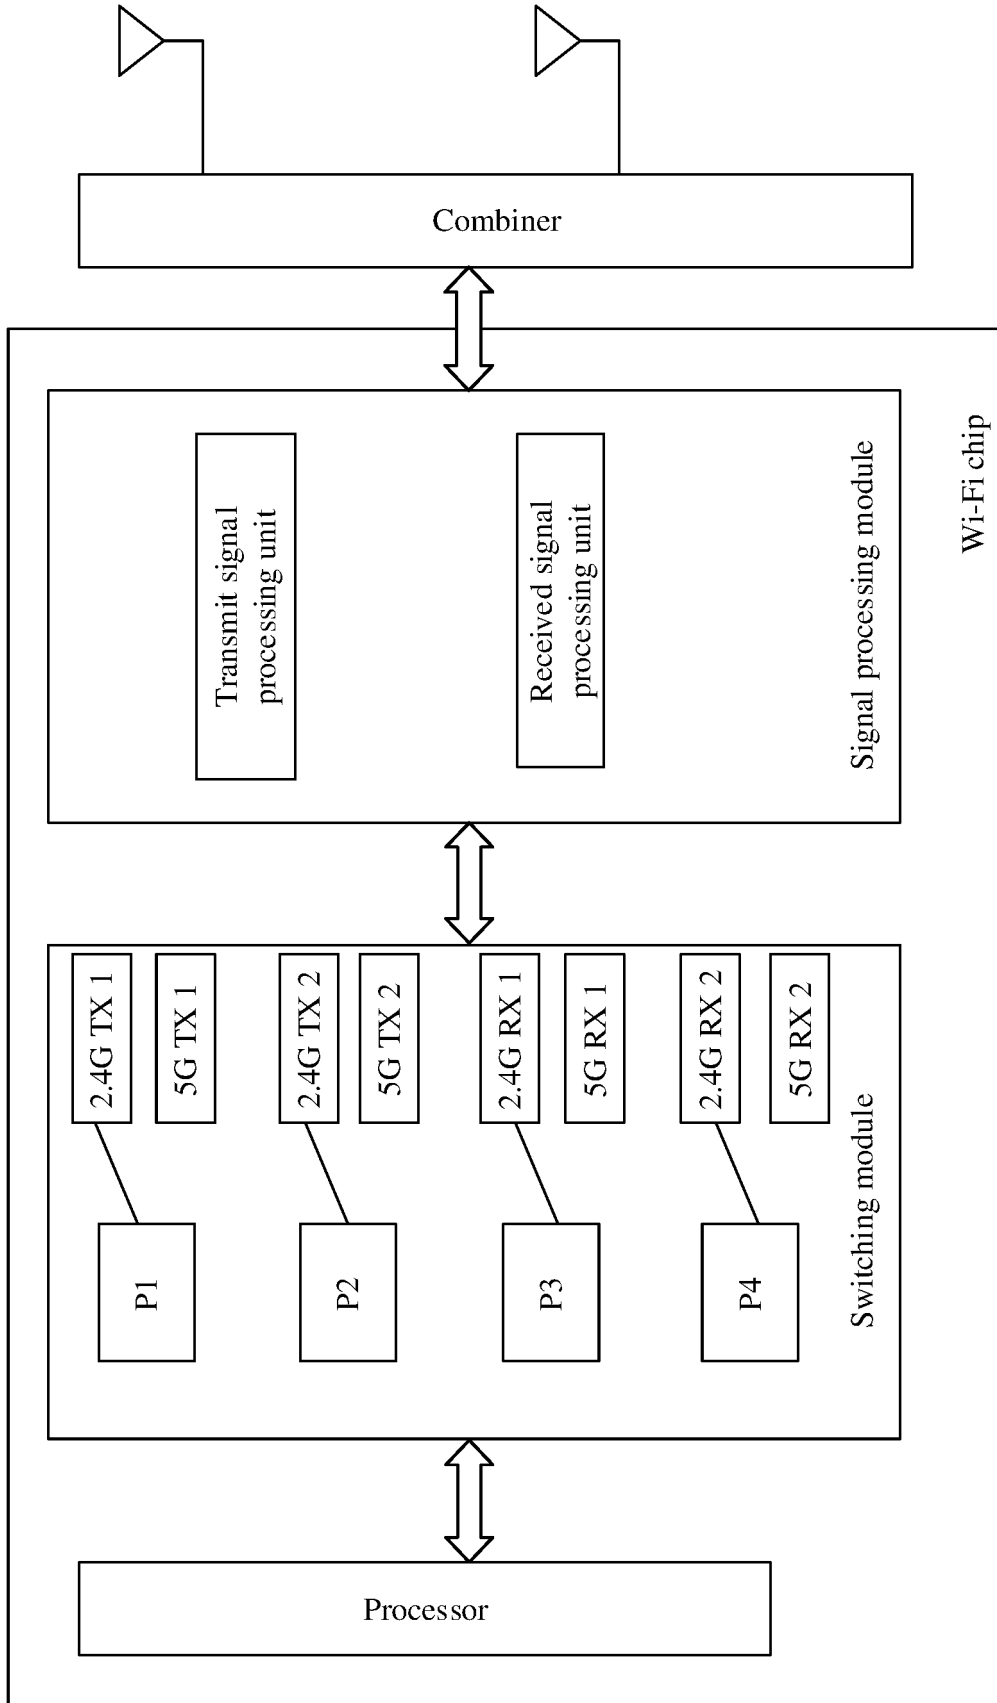 Combiner
Wi-Fi chip
Transmit signal
processing unit
Received signal
processing unit
Signal processing module
2.4G TX 1
5G TX 1
2.4G TX 2
5G TX 2
2.4G RX 1
5G RX 1
2.4G RX 2
5G RX 2
P1
P2
P3
P4
Switching module
Processor